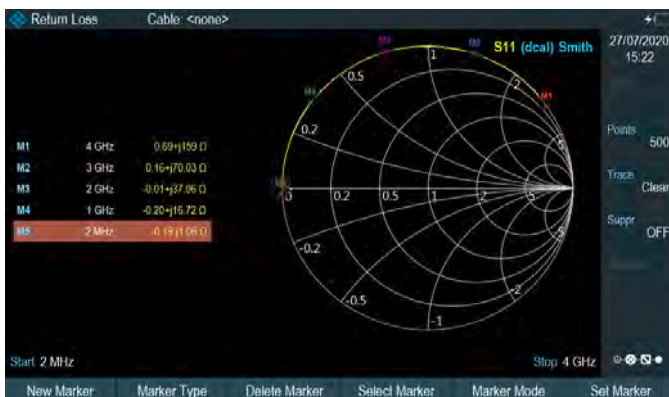 Return Loss Cable: <none>
27/07/2020
15:22
S11 (dcal) Smith
M3
M2
M4
M1
1
0.5
2
0.2
5
0 0.2 0.5 1 2 5
-0.2
-5
-0.5
-2
-1
M1 4 GHz 0.69+j159 Ω
M2 3 GHz 0.16+j70.03 Ω
M3 2 GHz -0.01+j37.06 Ω
M4 1 GHz -0.20+j16.72 Ω
M5 2 MHz
Points
500
Trace
Clear
Suppr
OFF
Start 2 MHz Stop 4 GHz
New Marker Marker Type Delete Marker Select Marker Marker Mode Set Marker